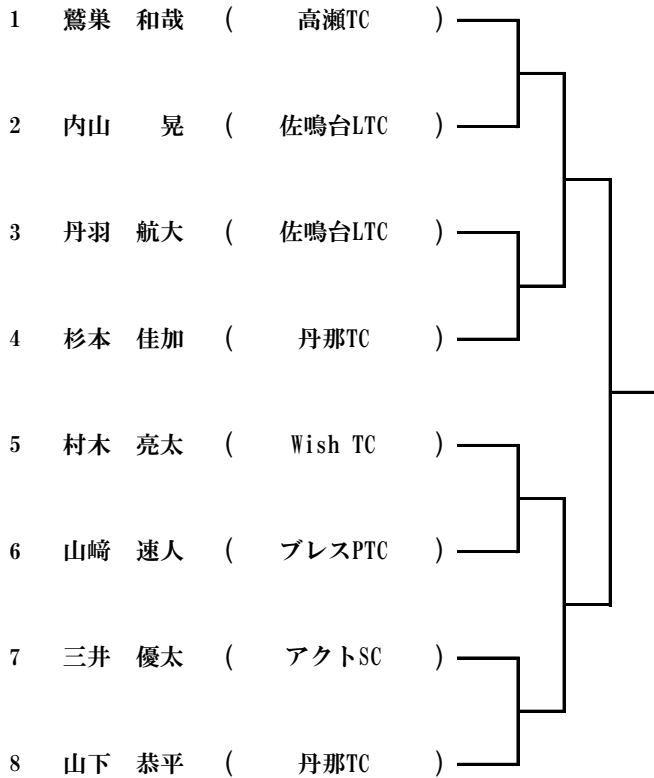 1 鷲巣 和哉 ( 高瀬TC )
2 内山 晃 ( 佐鳴台LTC )
3 丹羽 航大 ( 佐鳴台LTC )
4 杉本 佳加 ( 丹那TC )
5 村木 亮太 ( Wish TC )
6 山﨑 速人 ( ブレスPTC )
7 三井 優太 ( アクトSC )
8 山下 恭平 ( 丹那TC )